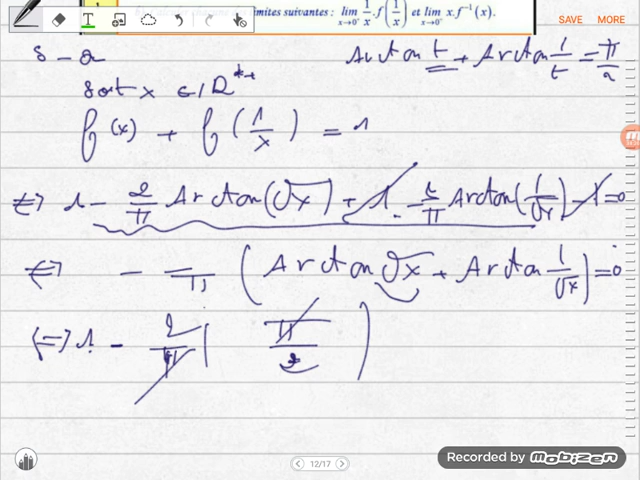 imites suivantes : lim x→0⁺ 1/x . f(1/x) et lim x→0⁺ x.f⁻¹(x).
SAVE MORE
8 - a
Arctan t + Arctan 1/t = π/2
Soit x ∈ ℝ*+
f(x) + f(1/x) = 1
⇔ 1 - 2/π Arctan(√x) + 1 - 2/π Arctan(1/√x) - 1 = 0
⇔ - /π (Arctan √x + Arctan 1/√x) = 0
⇔ 1 - 2/π ( π/2 )
12/17
Recorded by Mobizen